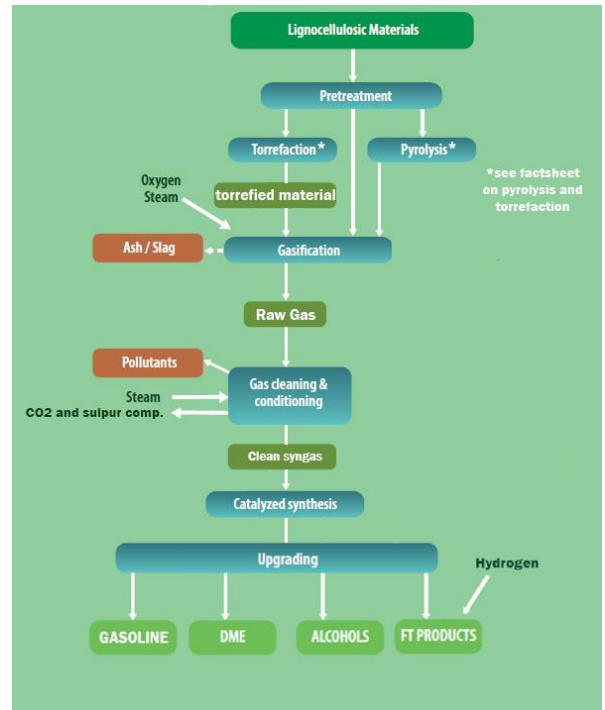 Lignocellulosic Materials
Pretreatment
Torrefaction*
Pyrolysis*
*see factsheet
on pyrolysis and
torrefaction
Oxygen
Steam
torrefied material
Ash / Slag
Gasification
Raw Gas
Pollutants
Gas cleaning &
conditioning
Steam
CO2 and sulpur comp.
Clean syngas
Catalyzed synthesis
Upgrading
Hydrogen
GASOLINE
DME
ALCOHOLS
FT PRODUCTS